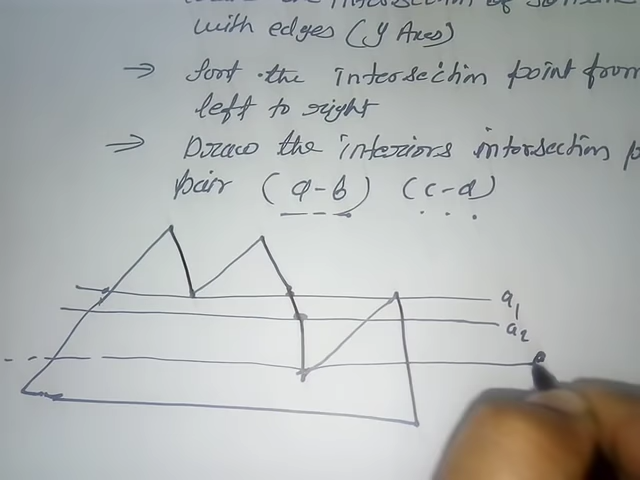 with edges (y Axes)
→ Sort the intersection point from
left to right
→ Draw the interiors intersection p
pair (a-b) (c-d)
a1
a2